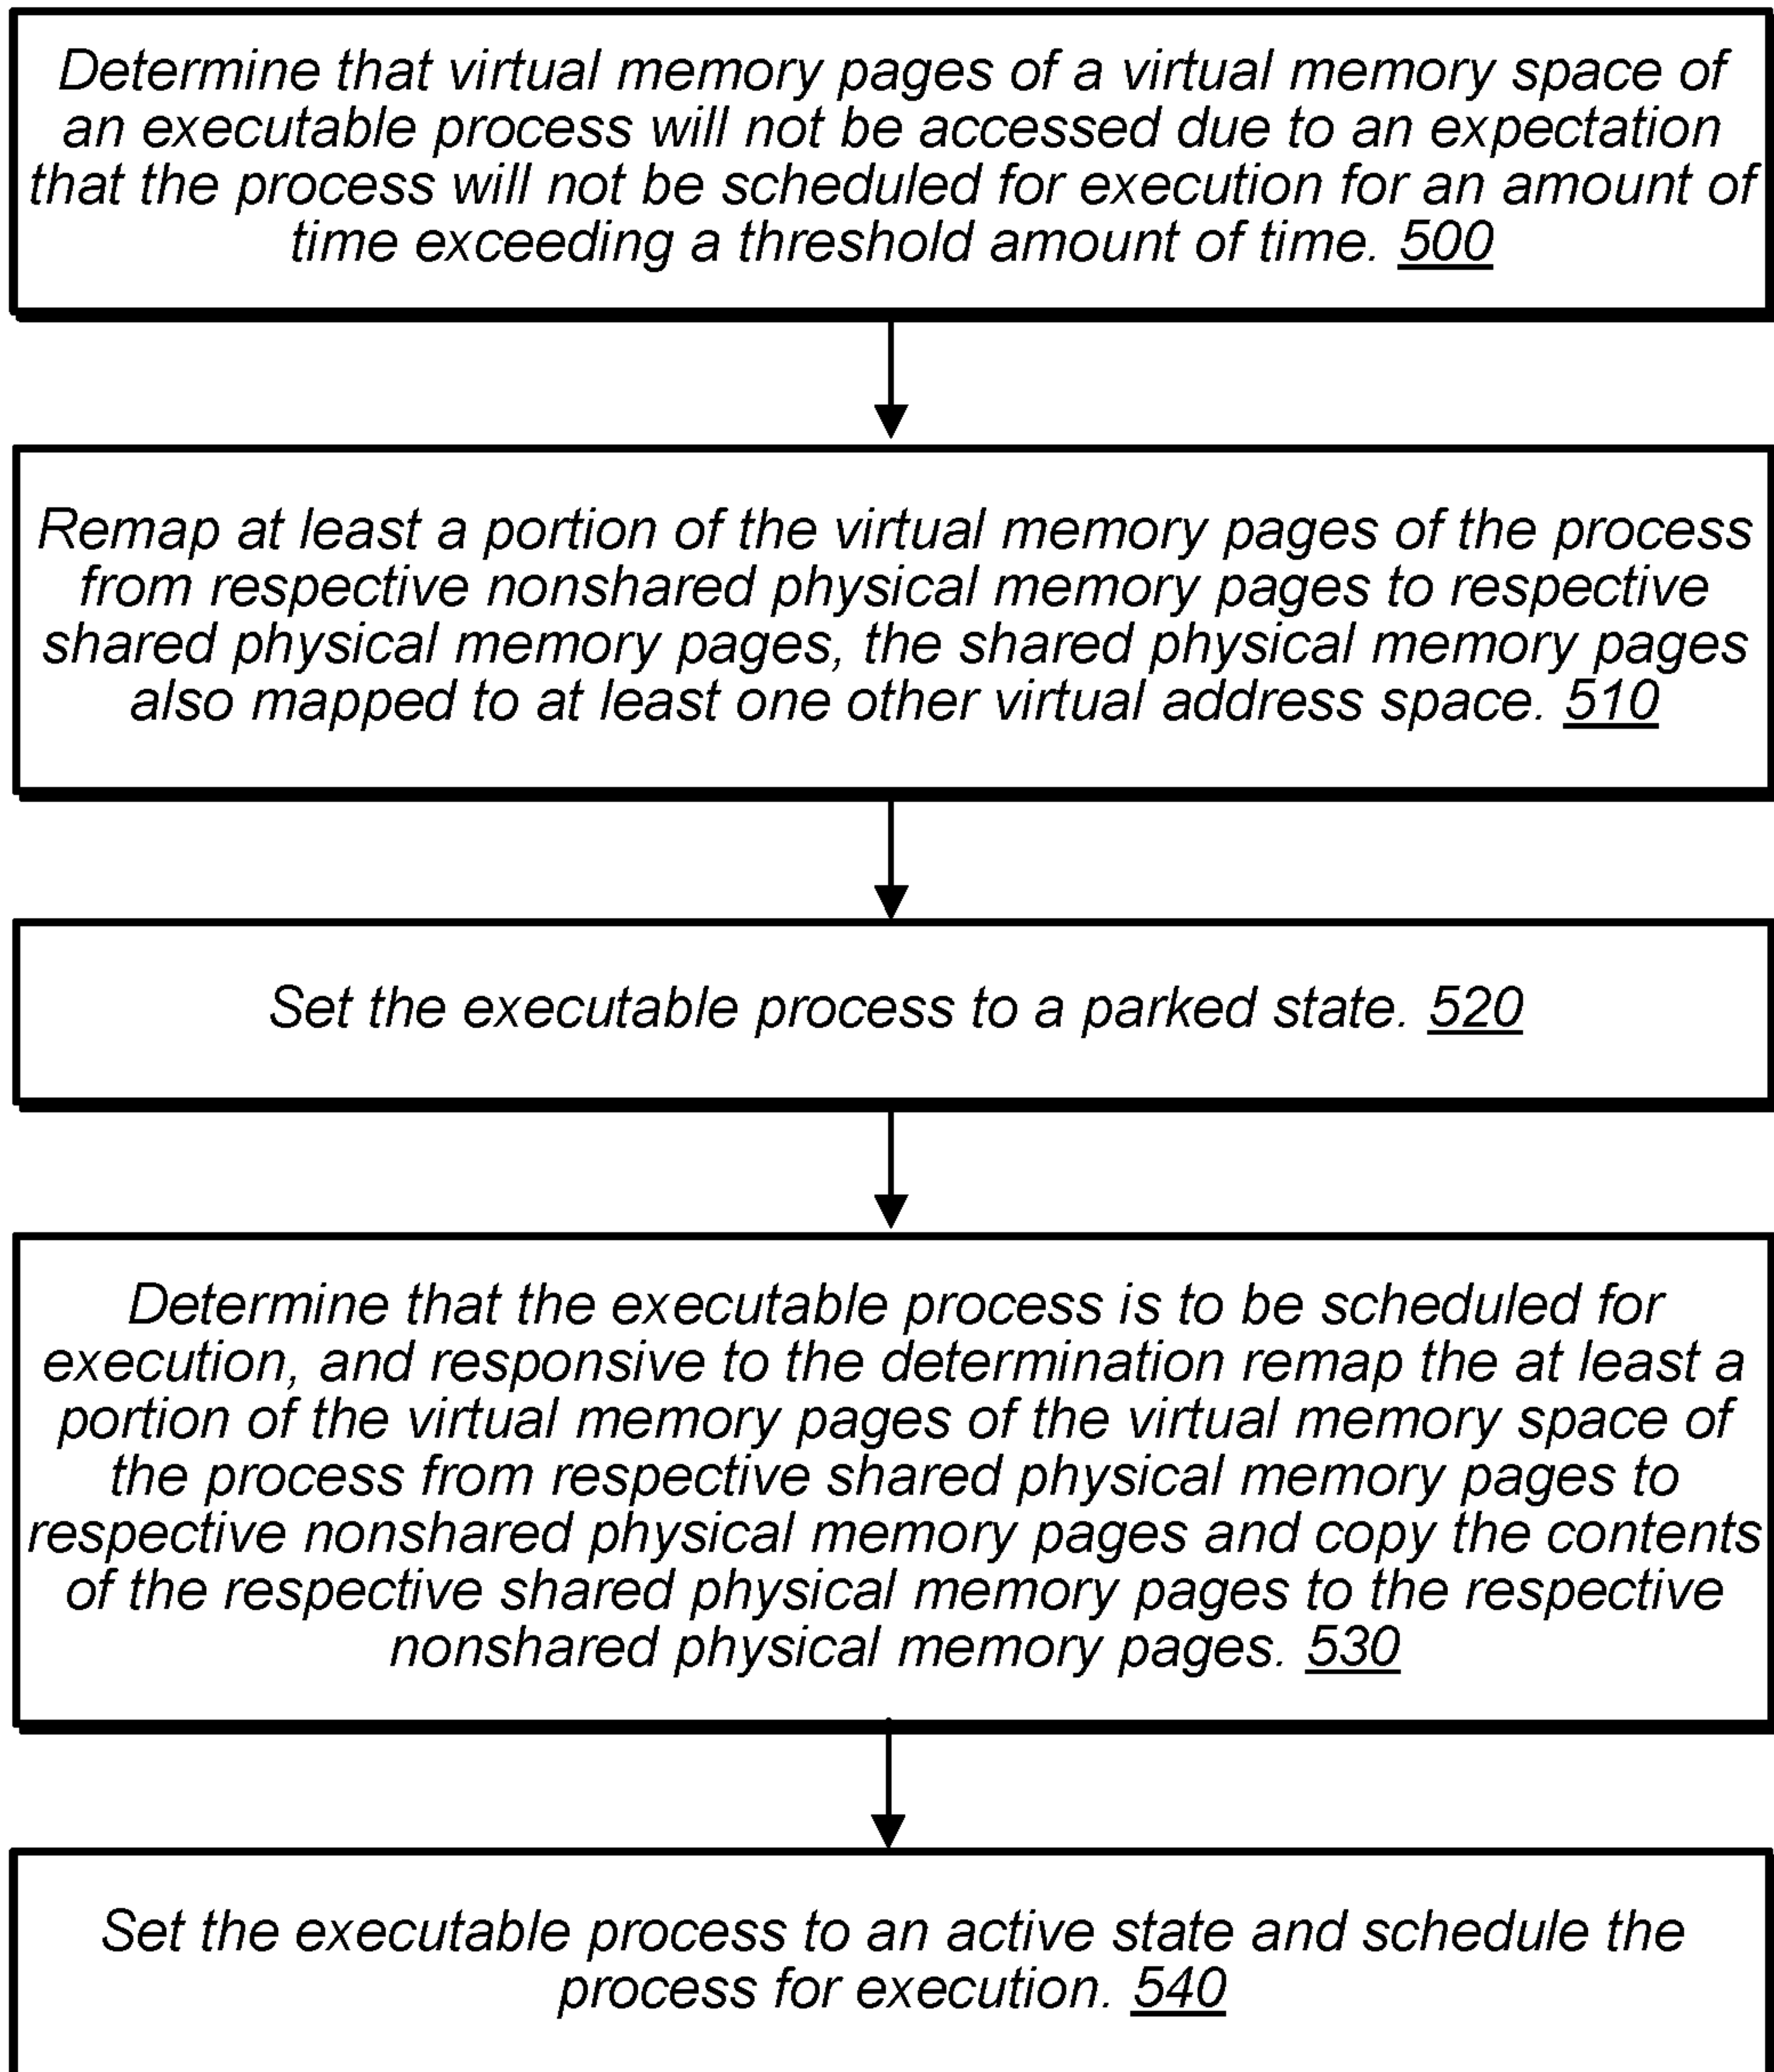 Determine that virtual memory pages of a virtual memory space of
an executable process will not be accessed due to an expectation
that the process will not be scheduled for execution for an amount of
time exceeding a threshold amount of time. 500
Remap at least a portion of the virtual memory pages of the process
from respective nonshared physical memory pages to respective
shared physical memory pages, the shared physical memory pages
also mapped to at least one other virtual address space. 510
Set the executable process to a parked state. 520
Determine that the executable process is to be scheduled for
execution, and responsive to the determination remap the at least a
portion of the virtual memory pages of the virtual memory space of
the process from respective shared physical memory pages to
respective nonshared physical memory pages and copy the contents
of the respective shared physical memory pages to the respective
nonshared physical memory pages. 530
Set the executable process to an active state and schedule the
process for execution. 540